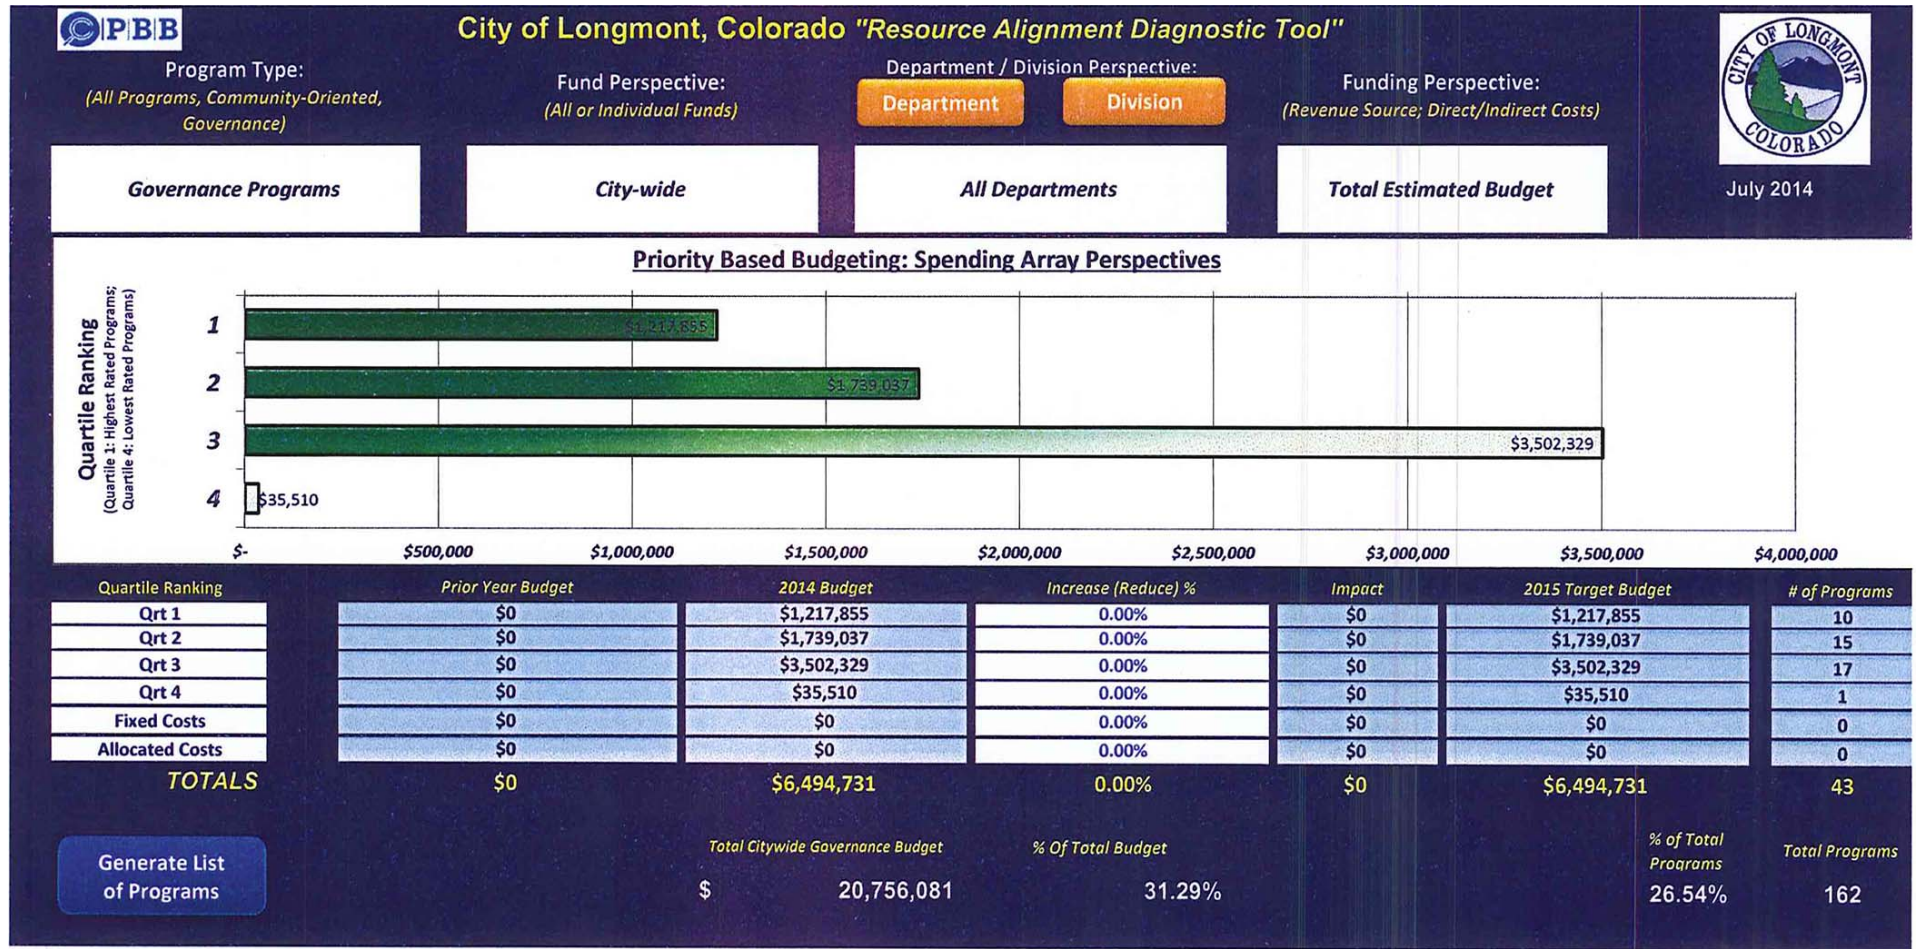 PBB
City of Longmont, Colorado "Resource Alignment Diagnostic Tool"
CITY OF LONGMONT
COLORADO
July 2014
Program Type:
(All Programs, Community-Oriented,
Governance)
Fund Perspective:
(All or Individual Funds)
Department / Division Perspective:
Department Division
Funding Perspective:
(Revenue Source; Direct/Indirect Costs)
Governance Programs City-wide All Departments Total Estimated Budget
Priority Based Budgeting: Spending Array Perspectives
Quartile Ranking
(Quartile 1: Highest Rated Programs;
Quartile 4: Lowest Rated Programs)
1 $1,217,855
2 $1,739,037
3 $3,502,329
4 $35,510
$- $500,000 $1,000,000 $1,500,000 $2,000,000 $2,500,000 $3,000,000 $3,500,000 $4,000,000
Quartile Ranking Prior Year Budget 2014 Budget Increase (Reduce) % Impact 2015 Target Budget # of Programs
Qrt 1 $0 $1,217,855 0.00% $0 $1,217,855 10
Qrt 2 $0 $1,739,037 0.00% $0 $1,739,037 15
Qrt 3 $0 $3,502,329 0.00% $0 $3,502,329 17
Qrt 4 $0 $35,510 0.00% $0 $35,510 1
Fixed Costs $0 $0 0.00% $0 $0 0
Allocated Costs $0 $0 0.00% $0 $0 0
TOTALS $0 $6,494,731 0.00% $0 $6,494,731 43
Generate List
of Programs
Total Citywide Governance Budget % Of Total Budget
$ 20,756,081 31.29%
% of Total
Programs
26.54%
Total Programs
162